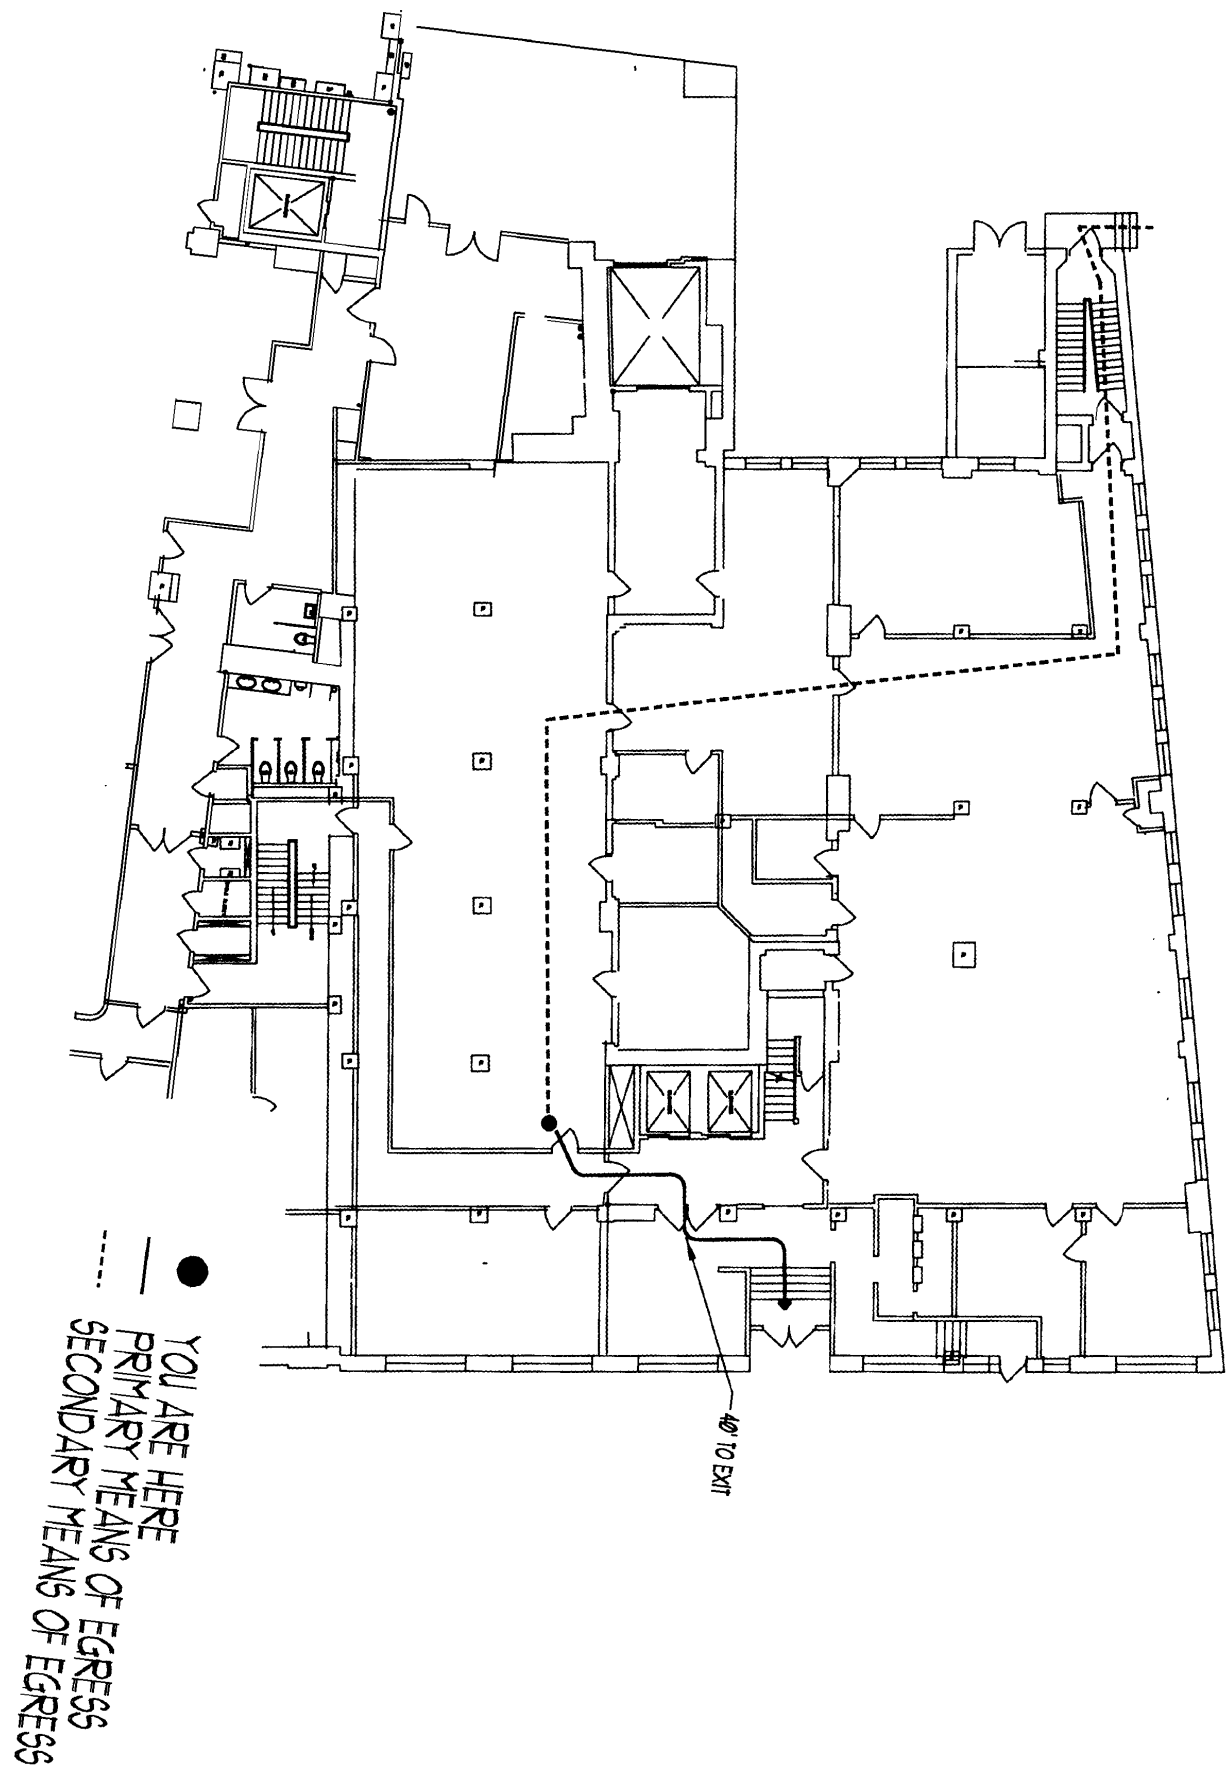 40' TO EXIT
YOU ARE HERE
PRIMARY MEANS OF EGRESS
SECONDARY MEANS OF EGRESS